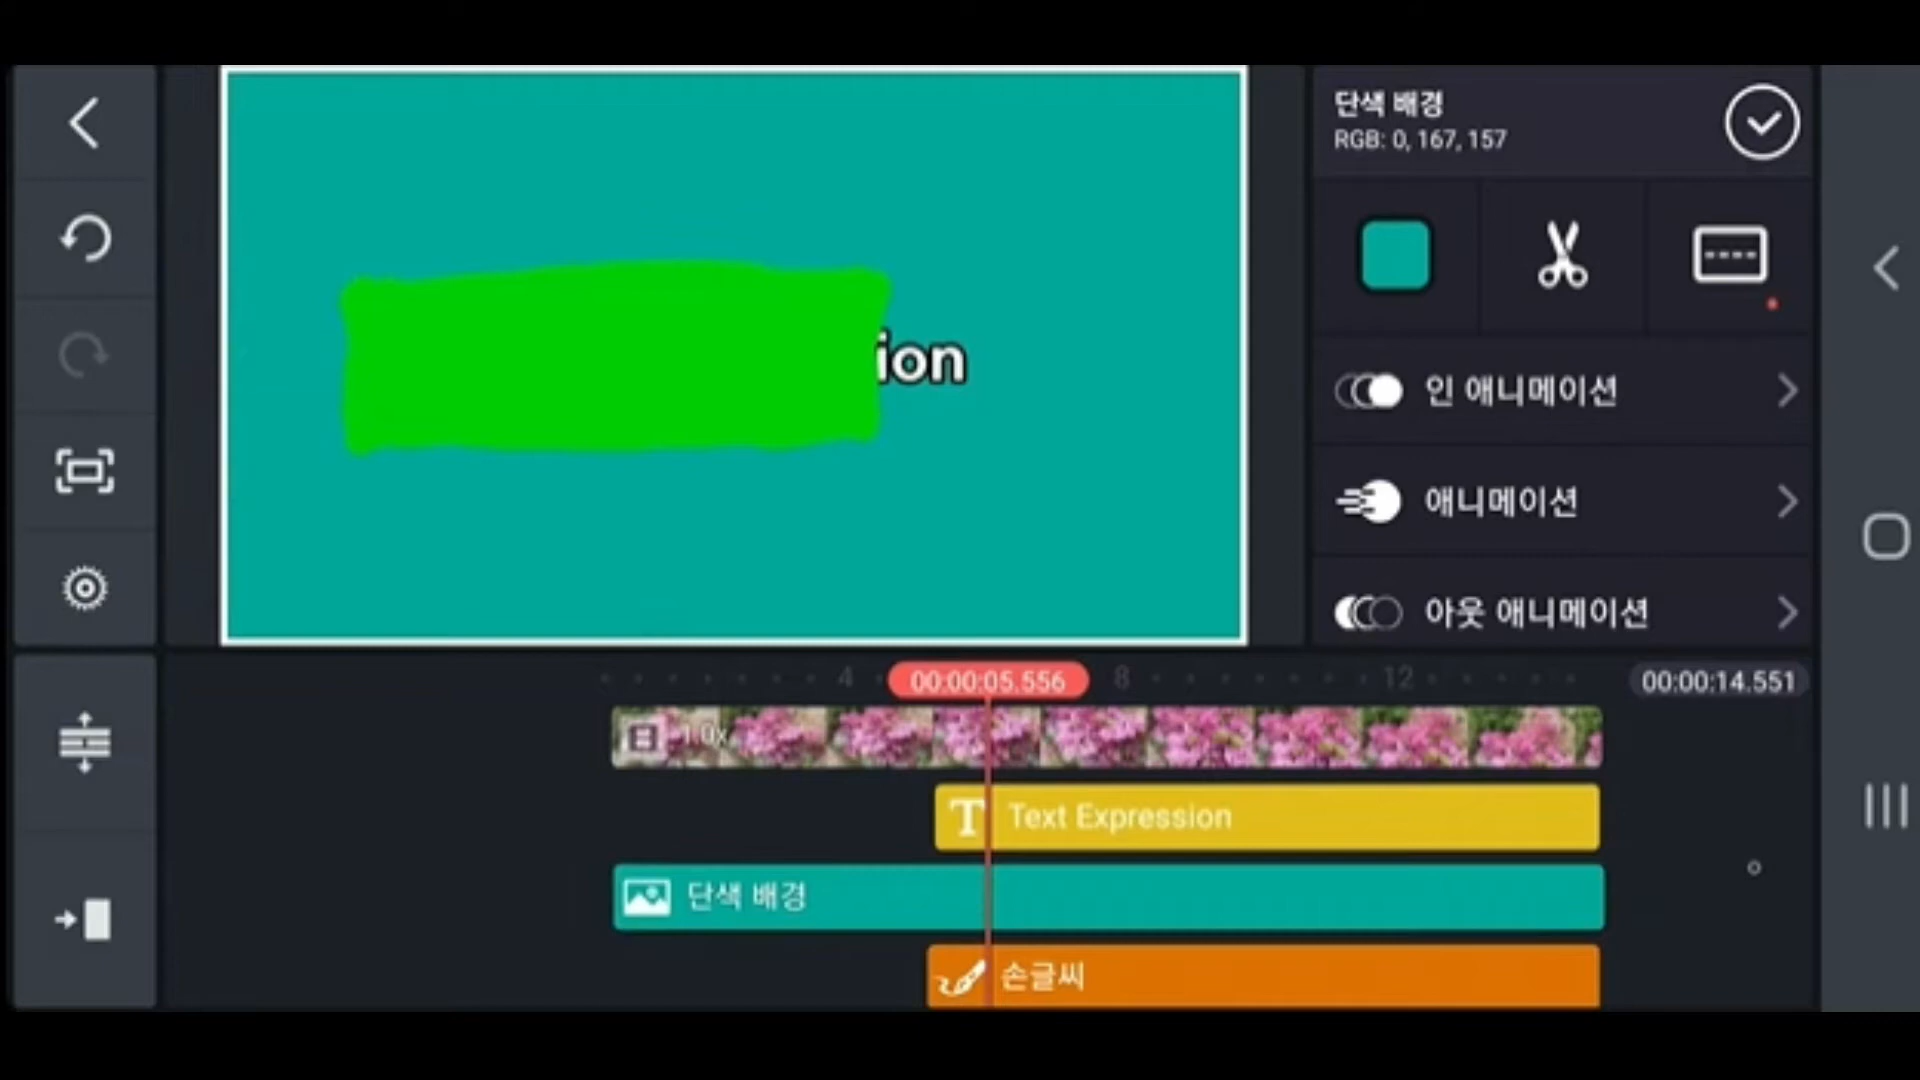 단색 배경
RGB: 0, 167, 157
ion
인 애니메이션
애니메이션
아웃 애니메이션
4
00:00:05.556
8
12
00:00:14.551
1.0x
Text Expression
단색 배경
손글씨